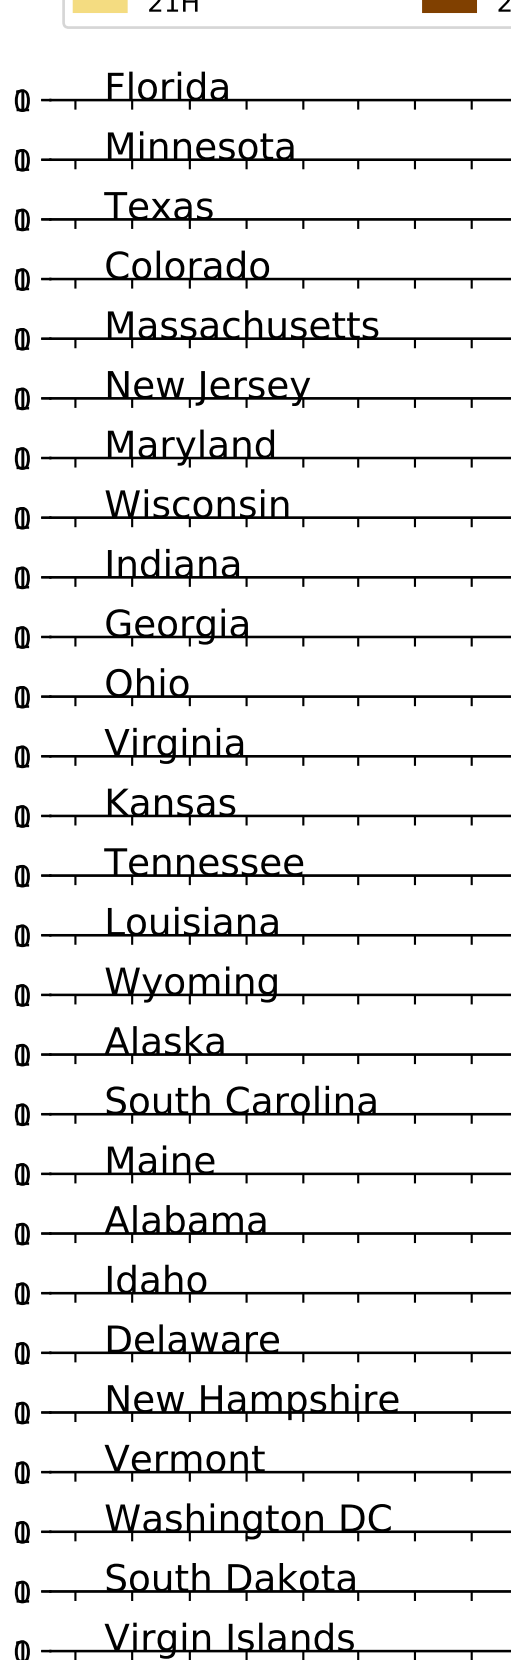 21H 2
Florida
Minnesota
Texas
Colorado
Massachusetts
New Jersey
Maryland
Wisconsin
Indiana
Georgia
Ohio
Virginia
Kansas
Tennessee
Louisiana
Wyoming
Alaska
South Carolina
Maine
Alabama
Idaho
Delaware
New Hampshire
Vermont
Washington DC
South Dakota
Virgin Islands